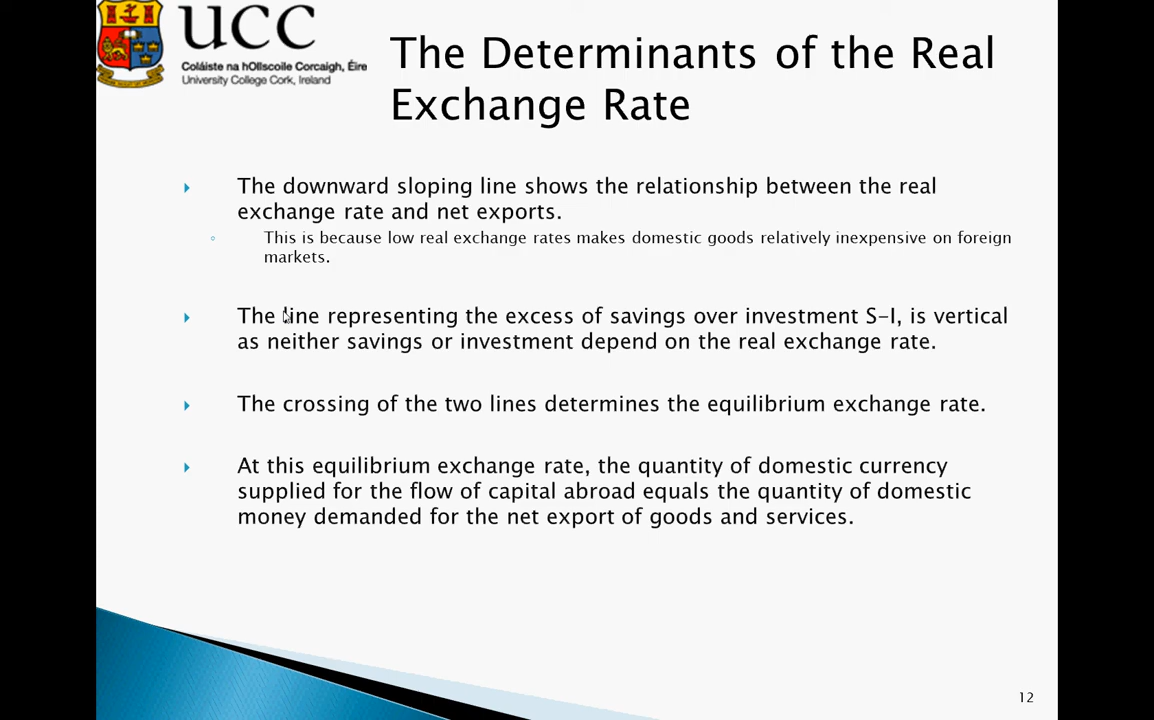 UCC
Coláiste na hOllscoile Corcaigh, Éire
University College Cork, Ireland
The Determinants of the Real
Exchange Rate
The downward sloping line shows the relationship between the real
exchange rate and net exports.
This is because low real exchange rates makes domestic goods relatively inexpensive on foreign
markets.
The line representing the excess of savings over investment S-I, is vertical
as neither savings or investment depend on the real exchange rate.
The crossing of the two lines determines the equilibrium exchange rate.
At this equilibrium exchange rate, the quantity of domestic currency
supplied for the flow of capital abroad equals the quantity of domestic
money demanded for the net export of goods and services.
12